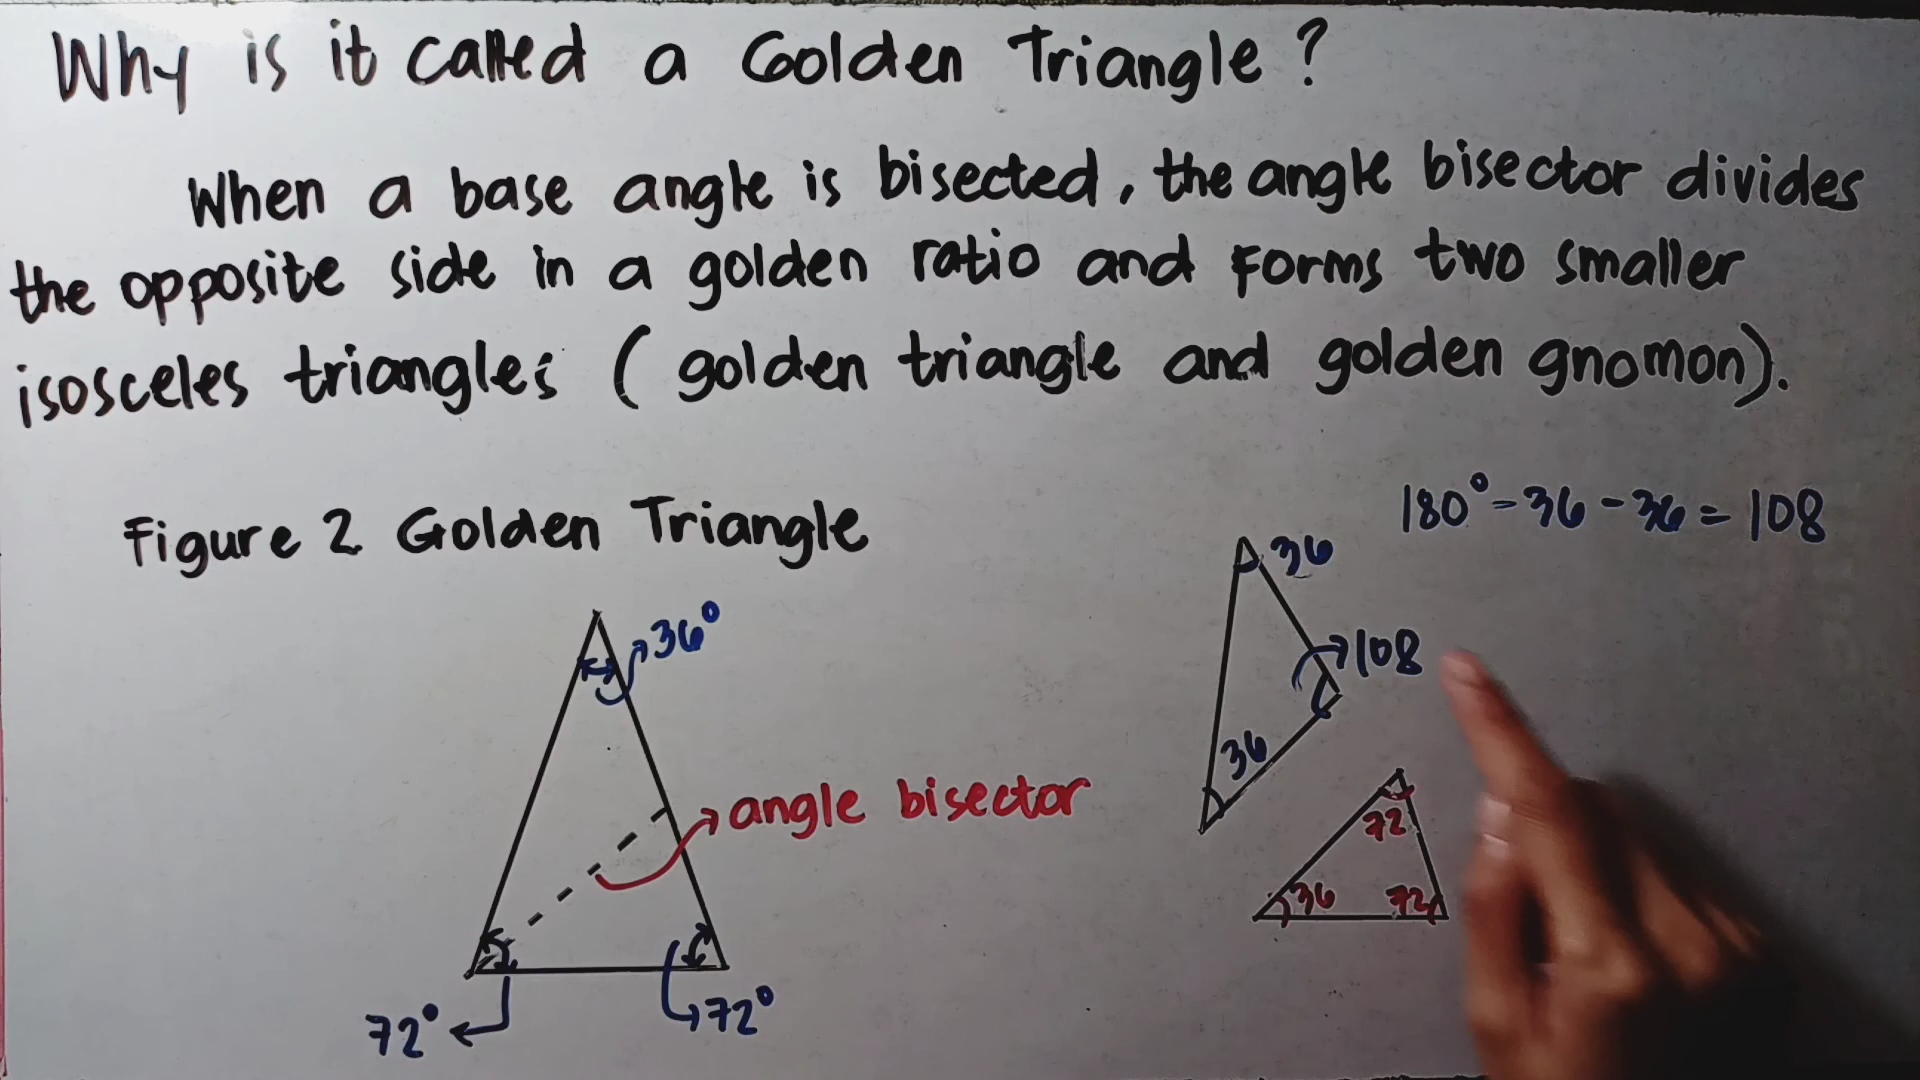 Why is it called a Golden Triangle?
When a base angle is bisected, the angle bisector divides
the opposite side in a golden ratio and forms two smaller
isosceles triangles (golden triangle and golden gnomon).
Figure 2 Golden Triangle
36°
angle bisector
72°
72°
180° - 36 - 36 = 108
36
108
36
72
36
72